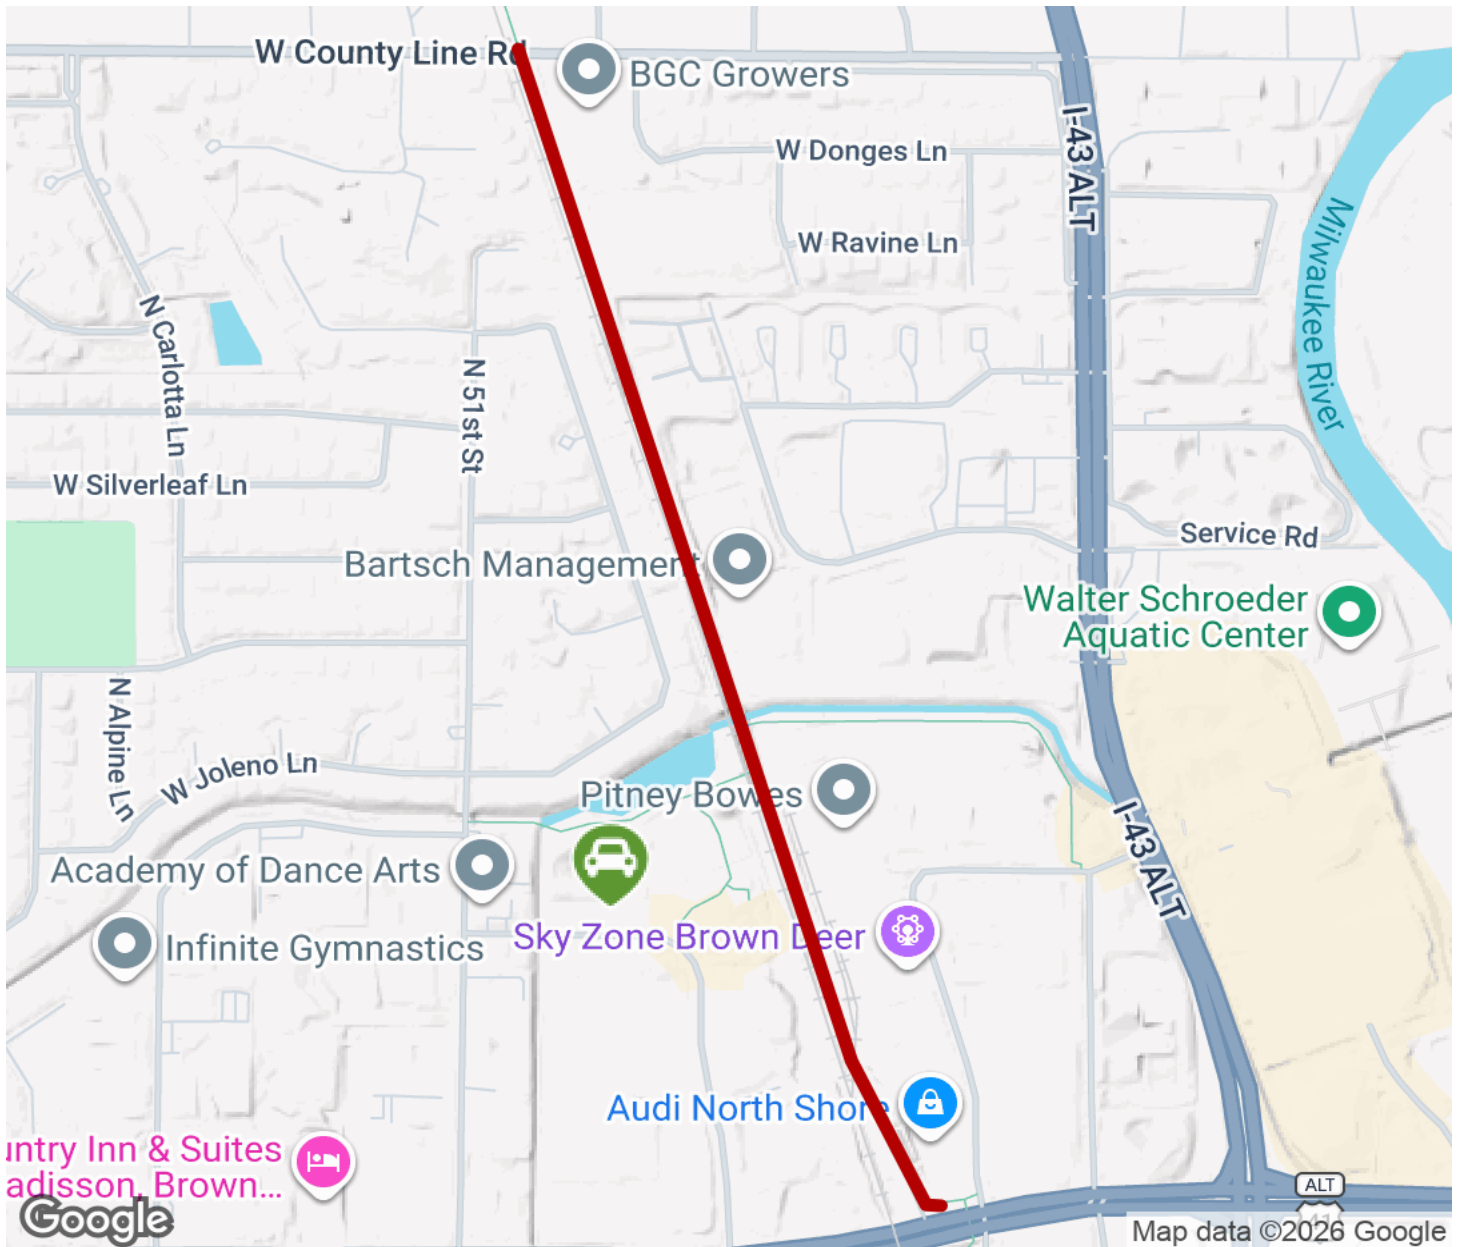 W County Line Rd
BGC Growers
I-43 ALT
W Donges Ln
W Ravine Ln
Milwaukee River
N Carlotta Ln
N 51st St
W Silverleaf Ln
Service Rd
Bartsch Management
Walter Schroeder
Aquatic Center
N Alpine Ln
W Joleno Ln
Pitney Bowes
I-43 ALT
Academy of Dance Arts
Sky Zone Brown Deer
Infinite Gymnastics
Audi North Shore
untry Inn & Suites
adisson, Brown...
ALT
41
Google
Map data ©2026 Google